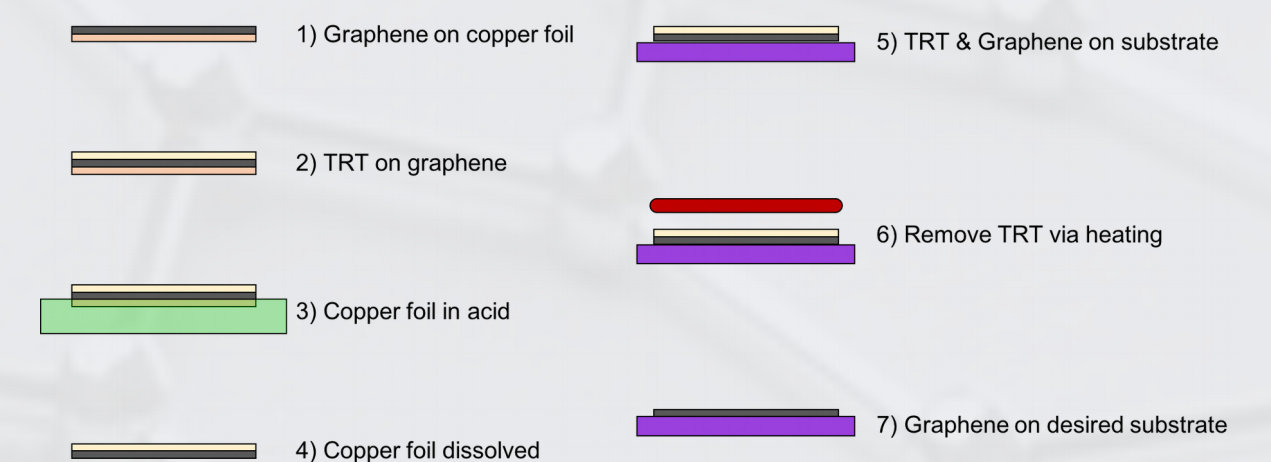 1) Graphene on copper foil
2) TRT on graphene
3) Copper foil in acid
4) Copper foil dissolved
5) TRT & Graphene on substrate
6) Remove TRT via heating
7) Graphene on desired substrate